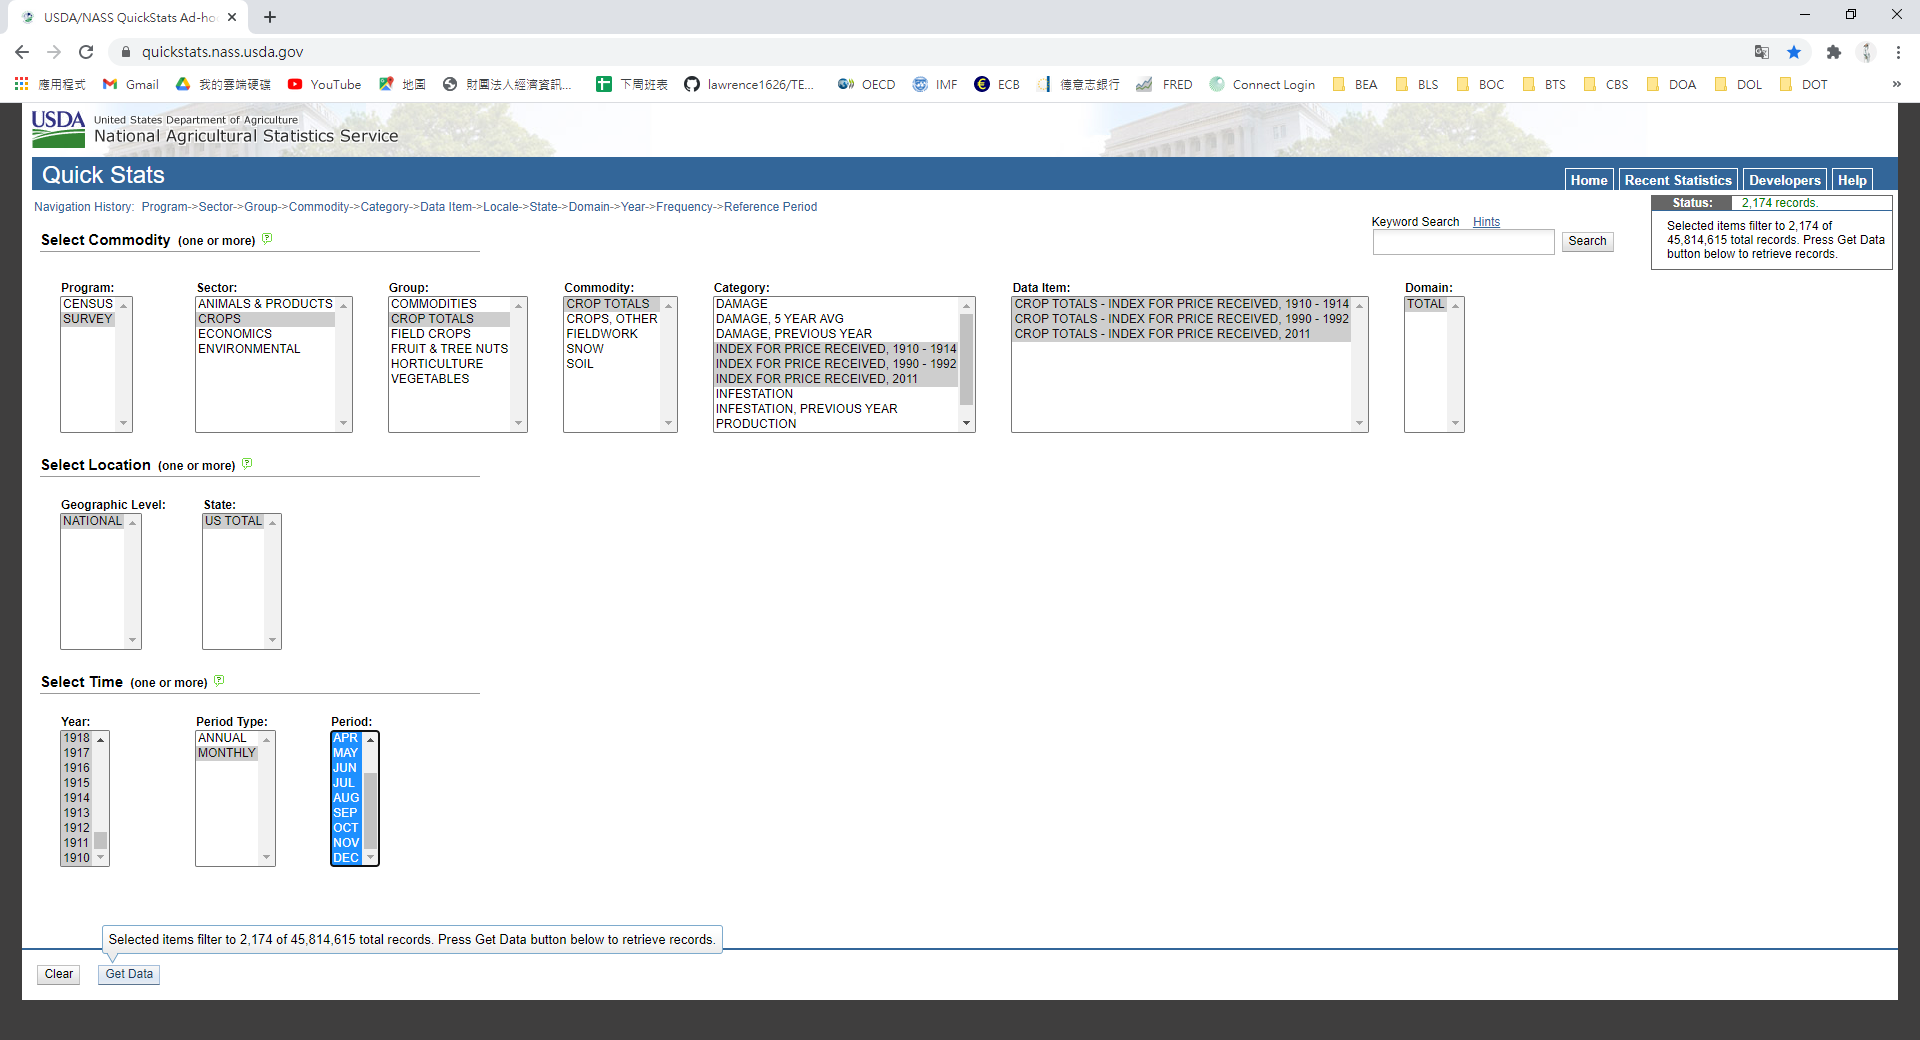 USDA/NASS QuickStats Ad-ho
quickstats.nass.usda.gov
應用程式 Gmail 我的雲端硬碟 YouTube 地圖 財團法人經濟資訊... 下周班表 lawrence1626/TE... OECD IMF ECB 德意志銀行 FRED Connect Login BEA BLS BOC BTS CBS DOA DOL DOT »
USDA United States Department of Agriculture
National Agricultural Statistics Service
Quick Stats
Home Recent Statistics Developers Help
Navigation History: Program->Sector->Group->Commodity->Category->Data Item->Locale->State->Domain->Year->Frequency->Reference Period
Status: 2,174 records.
Selected items filter to 2,174 of
45,814,615 total records. Press Get Data
button below to retrieve records.
Keyword Search Hints
Search
Select Commodity (one or more)
Program:
CENSUS
SURVEY
Sector:
ANIMALS & PRODUCTS
CROPS
ECONOMICS
ENVIRONMENTAL
Group:
COMMODITIES
CROP TOTALS
FIELD CROPS
FRUIT & TREE NUTS
HORTICULTURE
VEGETABLES
Commodity:
CROP TOTALS
CROPS, OTHER
FIELDWORK
SNOW
SOIL
Category:
DAMAGE
DAMAGE, 5 YEAR AVG
DAMAGE, PREVIOUS YEAR
INDEX FOR PRICE RECEIVED, 1910 - 1914
INDEX FOR PRICE RECEIVED, 1990 - 1992
INDEX FOR PRICE RECEIVED, 2011
INFESTATION
INFESTATION, PREVIOUS YEAR
PRODUCTION
Data Item:
CROP TOTALS - INDEX FOR PRICE RECEIVED, 1910 - 1914
CROP TOTALS - INDEX FOR PRICE RECEIVED, 1990 - 1992
CROP TOTALS - INDEX FOR PRICE RECEIVED, 2011
Domain:
TOTAL
Select Location (one or more)
Geographic Level:
NATIONAL
State:
US TOTAL
Select Time (one or more)
Year:
1918
1917
1916
1915
1914
1913
1912
1911
1910
Period Type:
ANNUAL
MONTHLY
Period:
APR
MAY
JUN
JUL
AUG
SEP
OCT
NOV
DEC
Selected items filter to 2,174 of 45,814,615 total records. Press Get Data button below to retrieve records.
Clear Get Data